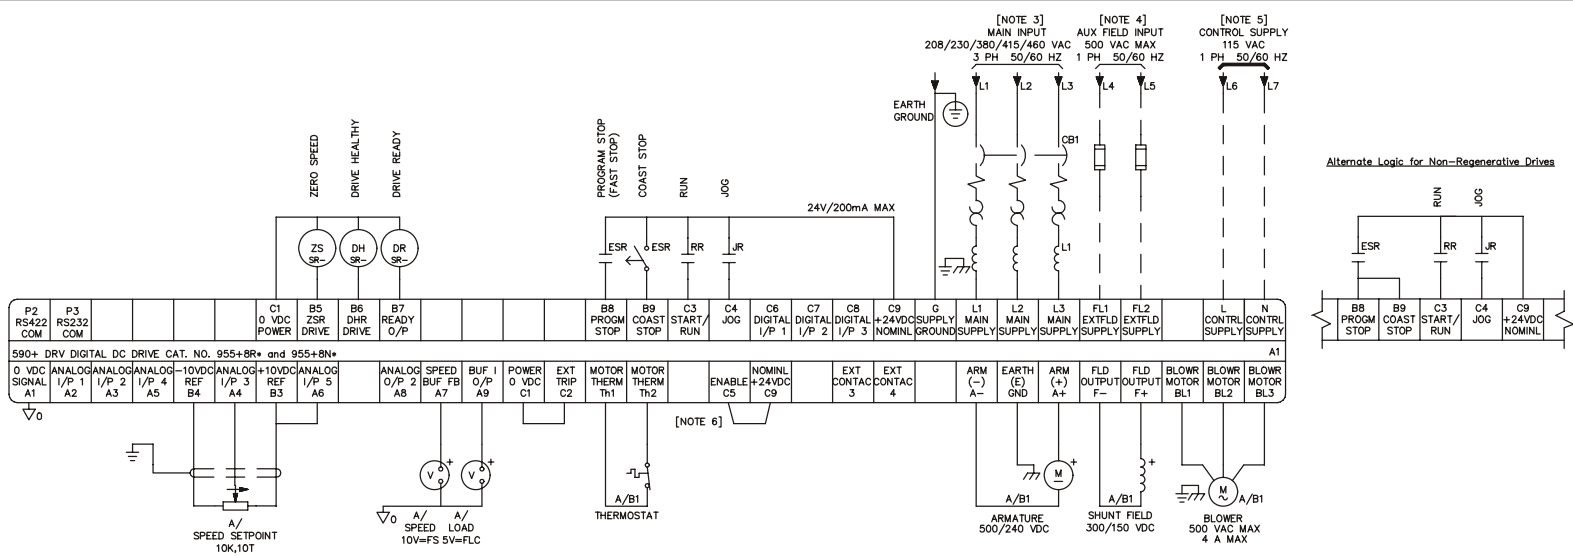 [NOTE 3]
MAIN INPUT
208/230/380/415/460 VAC
3 PH 50/60 HZ
[NOTE 4]
AUX FIELD INPUT
500 VAC MAX
1 PH 50/60 HZ
[NOTE 5]
CONTROL SUPPLY
115 VAC
1 PH 50/60 HZ
L1
L2
L3
L4
L5
L6
L7
EARTH
GROUND
CB1
L1
ZERO SPEED
DRIVE HEALTHY
DRIVE READY
PROGRAM STOP
(FAST STOP)
COAST STOP
RUN
JOG
24V/200mA MAX
ZS
SR-
DH
SR-
DR
SR-
ESR
ESR
RR
JR
Alternate Logic for Non-Regenerative Drives
RUN
JOG
ESR
RR
JR
P2
RS422
COM
P3
RS232
COM
C1
0 VDC
POWER
B5
ZSR
DRIVE
B6
DHR
DRIVE
B7
READY
O/P
B8
PROGM
STOP
B9
COAST
STOP
C3
START/
RUN
C4
JOG
C6
DIGITAL
I/P 1
C7
DIGITAL
I/P 2
C8
DIGITAL
I/P 3
C9
+24VDC
NOMINL
G
SUPPLY
GROUND
L1
MAIN
SUPPLY
L2
MAIN
SUPPLY
L3
MAIN
SUPPLY
FL1
EXTFLD
SUPPLY
FL2
EXTFLD
SUPPLY
L
CONTRL
SUPPLY
N
CONTRL
SUPPLY
B8
PROGM
STOP
B9
COAST
STOP
C3
START/
RUN
C4
JOG
C9
+24VDC
NOMINL
590+ DRV DIGITAL DC DRIVE CAT. NO. 955+8R* and 955+8N*
A1
0 VDC
SIGNAL
A1
ANALOG
I/P 1
A2
ANALOG
I/P 2
A3
ANALOG
I/P 4
A5
-10VDC
REF
B4
ANALOG
I/P 3
A4
+10VDC
REF
B3
ANALOG
I/P 5
A6
ANALOG
O/P 2
A8
SPEED
BUF FB
A7
BUF I
O/P
A9
POWER
0 VDC
C1
EXT
TRIP
C2
MOTOR
THERM
Th1
MOTOR
THERM
Th2
ENABLE
C5
NOMINL
+24VDC
C9
EXT
CONTAC
3
EXT
CONTAC
4
ARM
(-)
A-
EARTH
(E)
GND
ARM
(+)
A+
FLD
OUTPUT
F-
FLD
OUTPUT
F+
BLOWR
MOTOR
BL1
BLOWR
MOTOR
BL2
BLOWR
MOTOR
BL3
0
[NOTE 6]
A/
SPEED SETPOINT
10K,10T
V
+
V
+
0
A/
SPEED
10V=FS
A/
LOAD
5V=FLC
A/B1
THERMOSTAT
M
+
A/B1
ARMATURE
500/240 VDC
+
A/B1
SHUNT FIELD
300/150 VDC
M
~
A/B1
BLOWER
500 VAC MAX
4 A MAX